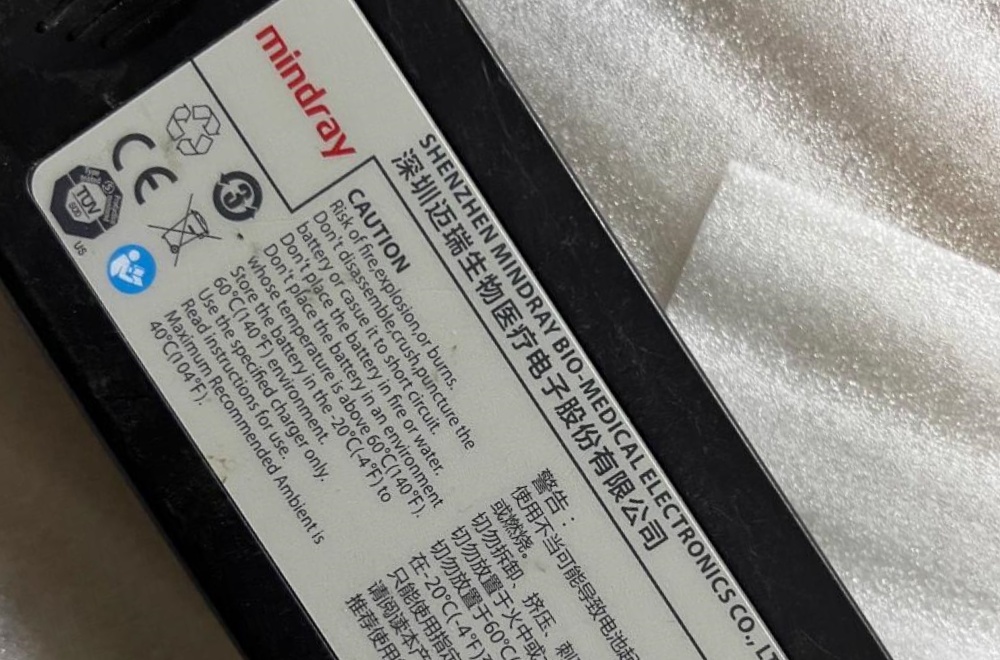 mindray
SHENZHEN MINDRAY BIO-MEDICAL ELECTRONICS CO., LT
深圳迈瑞生物医疗电子股份有限公司
CE
3
TÜV
SÜD
US
CAUTION
Risk of fire,explosion,or burns.
Don't disassemble,crush,puncture the
battery or cause it to short circuit.
Don't place the battery in fire or water.
Don't place the battery in an environment
whose temperature is above 60°C(140°F).
Store the battery in the -20°C(-4°F) to
60°C(140°F) environment.
Use the specified charger only.
Read instructions for use.
Maximum Recommended Ambient is
40°C(104°F).
警告：
使用不当可能导致电池起
或燃烧。
切勿拆卸、挤压、刺
切勿放置于火中或
切勿放置于60°C(
在-20°C(-4°F)
只能使用指定
请阅读本产
推荐使用